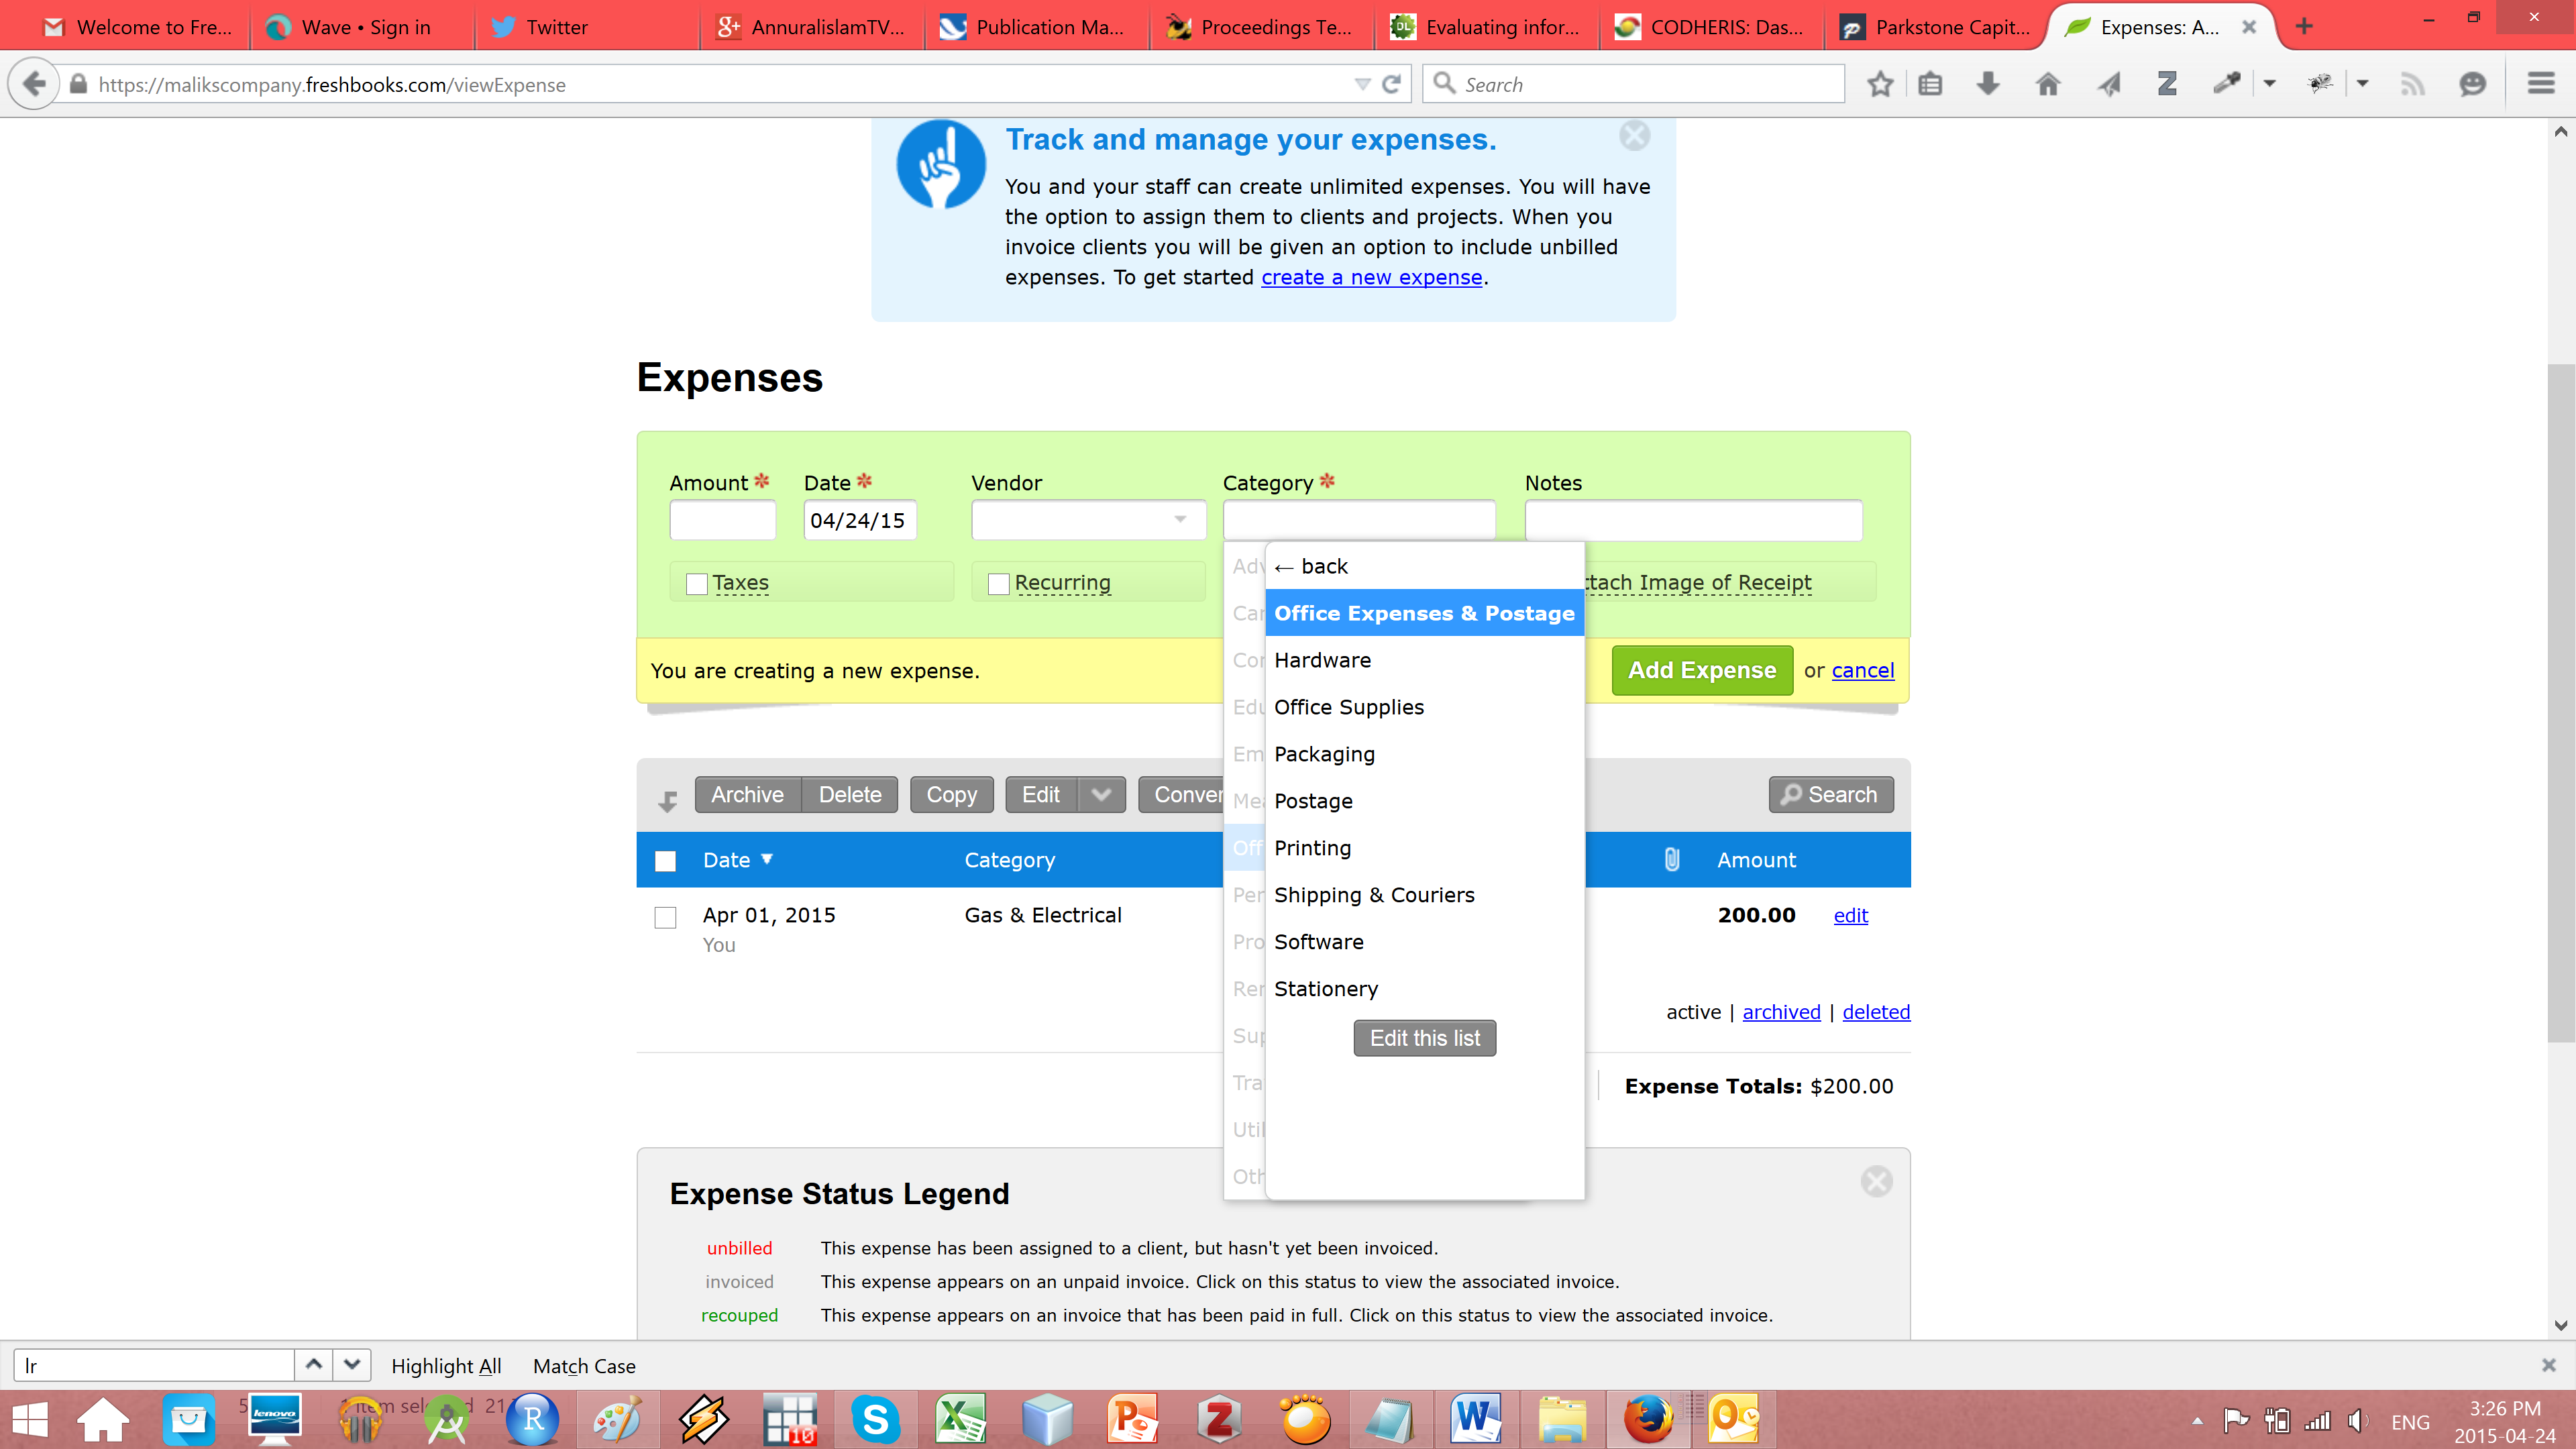 Welcome to Fre...
Wave • Sign in
Twitter
AnnuralislamTV...
Publication Ma...
Proceedings Te...
Evaluating infor...
CODHERIS: Das...
Parkstone Capit...
Expenses: A...
https://malikscompany.freshbooks.com/viewExpense
Search
Track and manage your expenses.
You and your staff can create unlimited expenses. You will have
the option to assign them to clients and projects. When you
invoice clients you will be given an option to include unbilled
expenses. To get started create a new expense.
Expenses
Amount * Date * Vendor Category * Notes
04/24/15
Taxes Recurring ttach Image of Receipt
You are creating a new expense.
Add Expense or cancel
← back
Office Expenses & Postage
Hardware
Office Supplies
Packaging
Postage
Printing
Shipping & Couriers
Software
Stationery
Edit this list
Adv
Car
Cor
Edu
Em
Mea
Off
Per
Pro
Ren
Sup
Tra
Util
Oth
Archive Delete Copy Edit Conver Search
Date Category Amount
Apr 01, 2015 Gas & Electrical 200.00 edit
You
active | archived | deleted
Expense Totals: $200.00
Expense Status Legend
unbilled This expense has been assigned to a client, but hasn't yet been invoiced.
invoiced This expense appears on an unpaid invoice. Click on this status to view the associated invoice.
recouped This expense appears on an invoice that has been paid in full. Click on this status to view the associated invoice.
lr Highlight All Match Case
lenovo
10
ENG
3:26 PM
2015-04-24